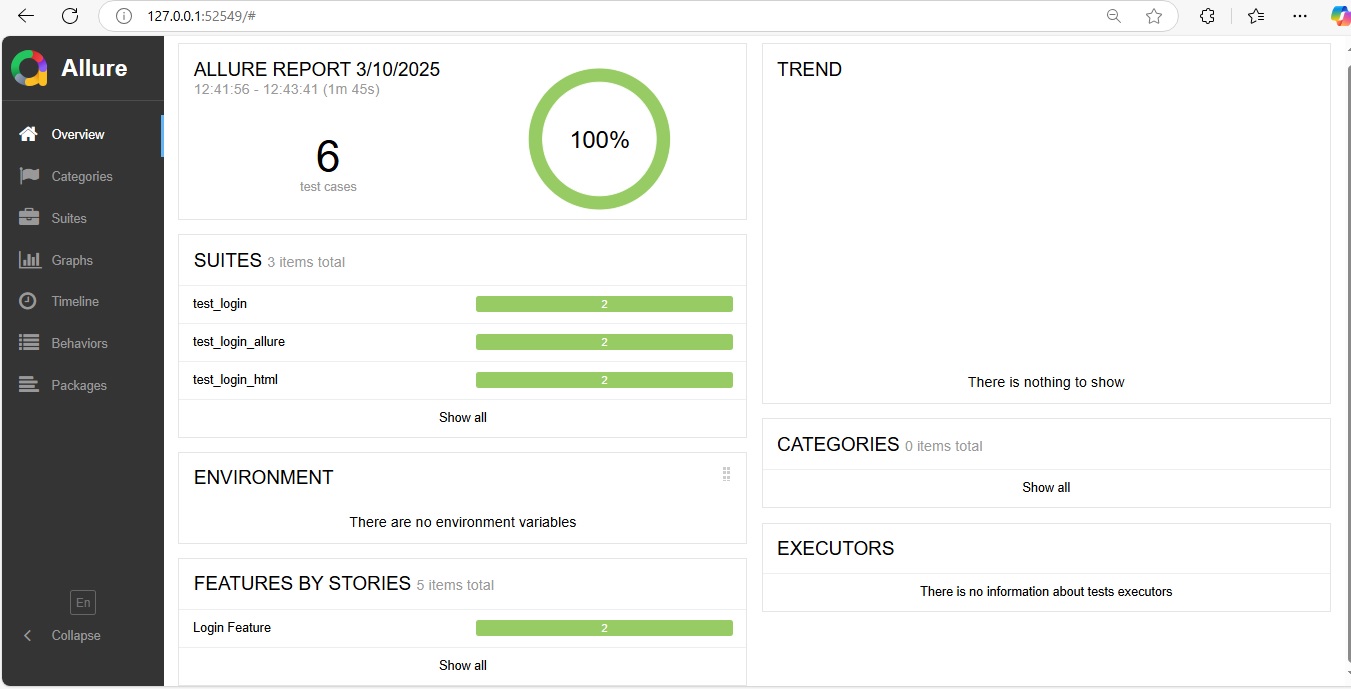 127.0.0.1:52549/#
Allure
Overview
Categories
Suites
Graphs
Timeline
Behaviors
Packages
En
Collapse
ALLURE REPORT 3/10/2025
12:41:56 - 12:43:41 (1m 45s)
6
test cases
100%
SUITES 3 items total
test_login 2
test_login_allure 2
test_login_html 2
Show all
ENVIRONMENT
There are no environment variables
FEATURES BY STORIES 5 items total
Login Feature 2
Show all
TREND
There is nothing to show
CATEGORIES 0 items total
Show all
EXECUTORS
There is no information about tests executors